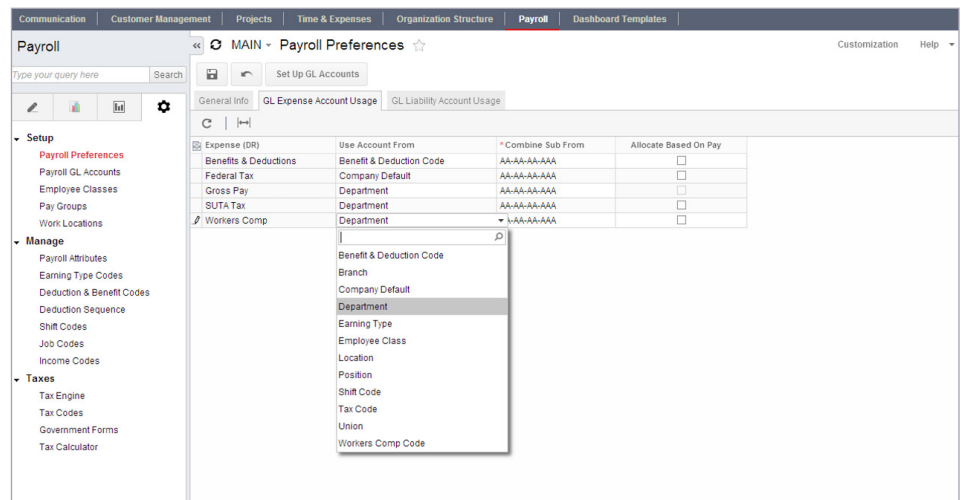 Communication Customer Management Projects Time & Expenses Organization Structure Payroll Dashboard Templates
Payroll
MAIN Payroll Preferences
Customization Help
Type your query here Search
Set Up GL Accounts
General Info GL Expense Account Usage GL Liability Account Usage
Setup
Payroll Preferences
Payroll GL Accounts
Employee Classes
Pay Groups
Work Locations
Manage
Payroll Attributes
Earning Type Codes
Deduction & Benefit Codes
Deduction Sequence
Shift Codes
Job Codes
Income Codes
Taxes
Tax Engine
Tax Codes
Government Forms
Tax Calculator
Expense (DR) Use Account From *Combine Sub From Allocate Based On Pay
Benefits & Deductions Benefit & Deduction Code AA-AA-AA-AAA
Federal Tax Company Default AA-AA-AA-AAA
Gross Pay Department AA-AA-AA-AAA
SUTA Tax Department AA-AA-AA-AAA
Workers Comp Department -AA-AA-AAA
Benefit & Deduction Code
Branch
Company Default
Department
Earning Type
Employee Class
Location
Position
Shift Code
Tax Code
Union
Workers Comp Code